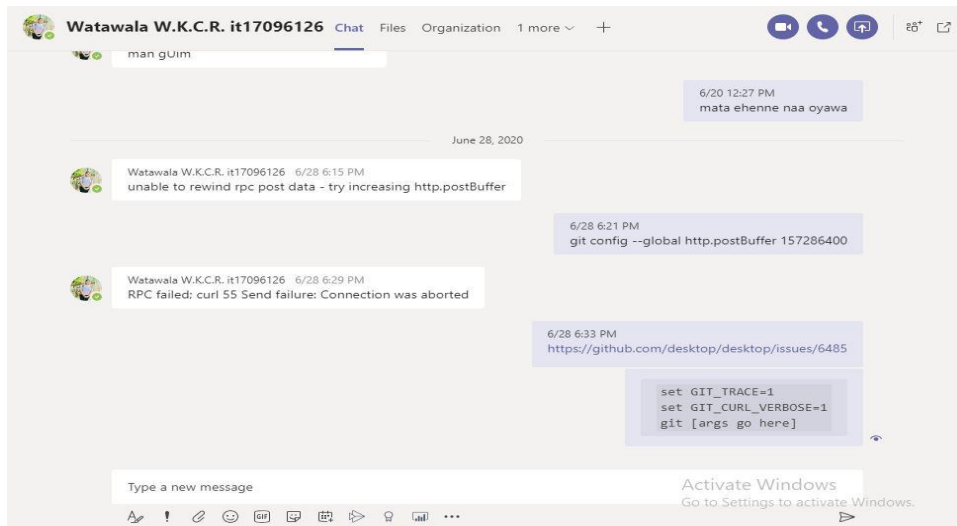 Watawala W.K.C.R. it17096126 Chat Files Organization 1 more
man gUim
6/20 12:27 PM
mata ehenne naa oyawa
June 28, 2020
Watawala W.K.C.R. it17096126 6/28 6:15 PM
unable to rewind rpc post data - try increasing http.postBuffer
6/28 6:21 PM
git config --global http.postBuffer 157286400
Watawala W.K.C.R. it17096126 6/28 6:29 PM
RPC failed; curl 55 Send failure: Connection was aborted
6/28 6:33 PM
https://github.com/desktop/desktop/issues/6485
set GIT_TRACE=1
set GIT_CURL_VERBOSE=1
git [args go here]
Type a new message
Activate Windows
Go to Settings to activate Windows.
GIF